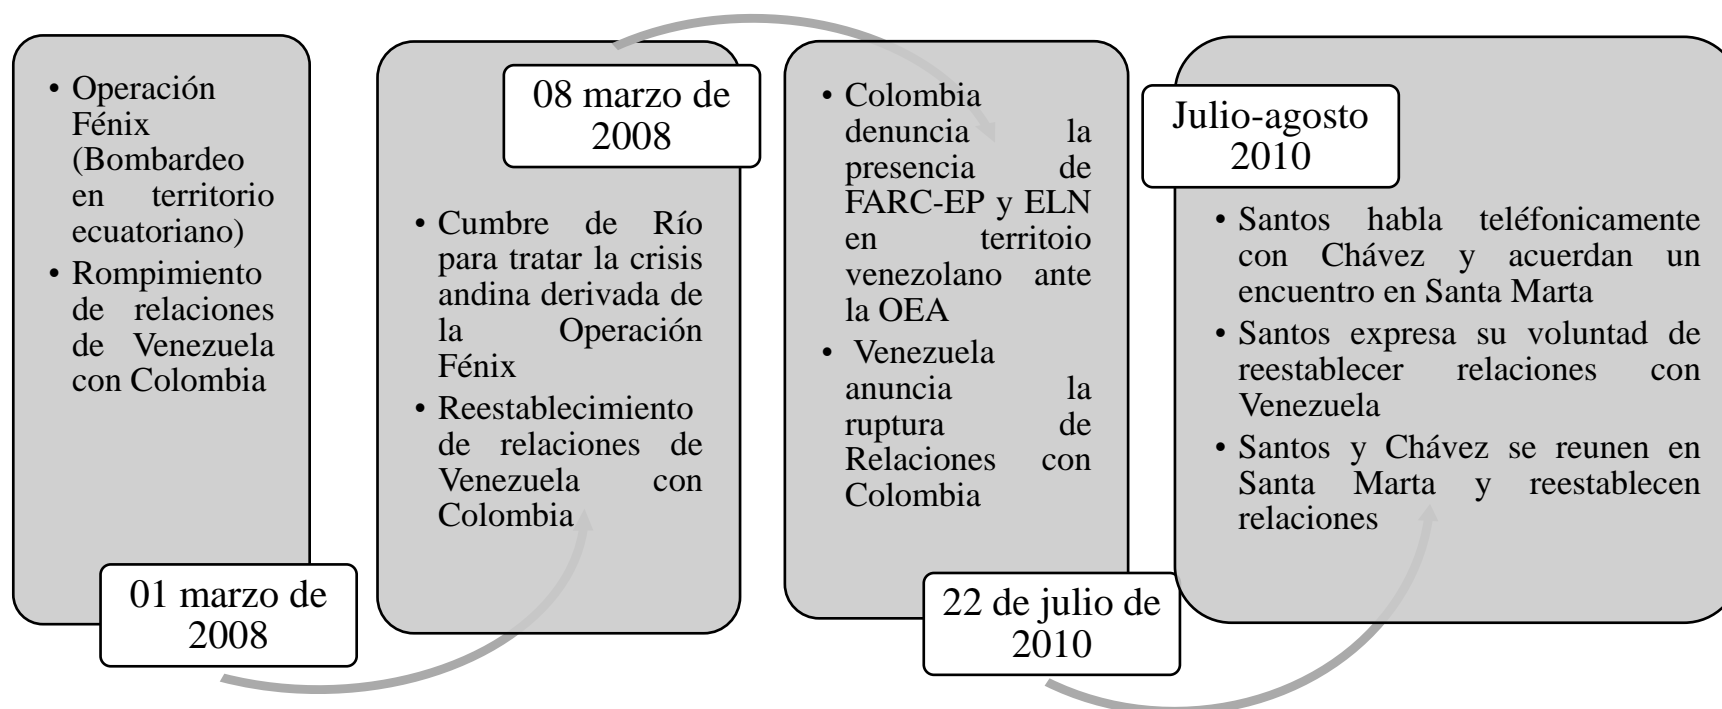 • Operación
Fénix
(Bombardeo
en territorio
ecuatoriano)
• Rompimiento
de relaciones
de Venezuela
con Colombia
01 marzo de
2008
08 marzo de
2008
• Cumbre de Río
para tratar la crisis
andina derivada de
la Operación
Fénix
• Reestablecimiento
de relaciones de
Venezuela con
Colombia
• Colombia
denuncia la
presencia de
FARC-EP y ELN
en territoio
venezolano ante
la OEA
• Venezuela
anuncia la
ruptura de
Relaciones con
Colombia
22 de julio de
2010
Julio-agosto
2010
• Santos habla teléfonicamente
con Chávez y acuerdan un
encuentro en Santa Marta
• Santos expresa su voluntad de
reestablecer relaciones con
Venezuela
• Santos y Chávez se reunen en
Santa Marta y reestablecen
relaciones